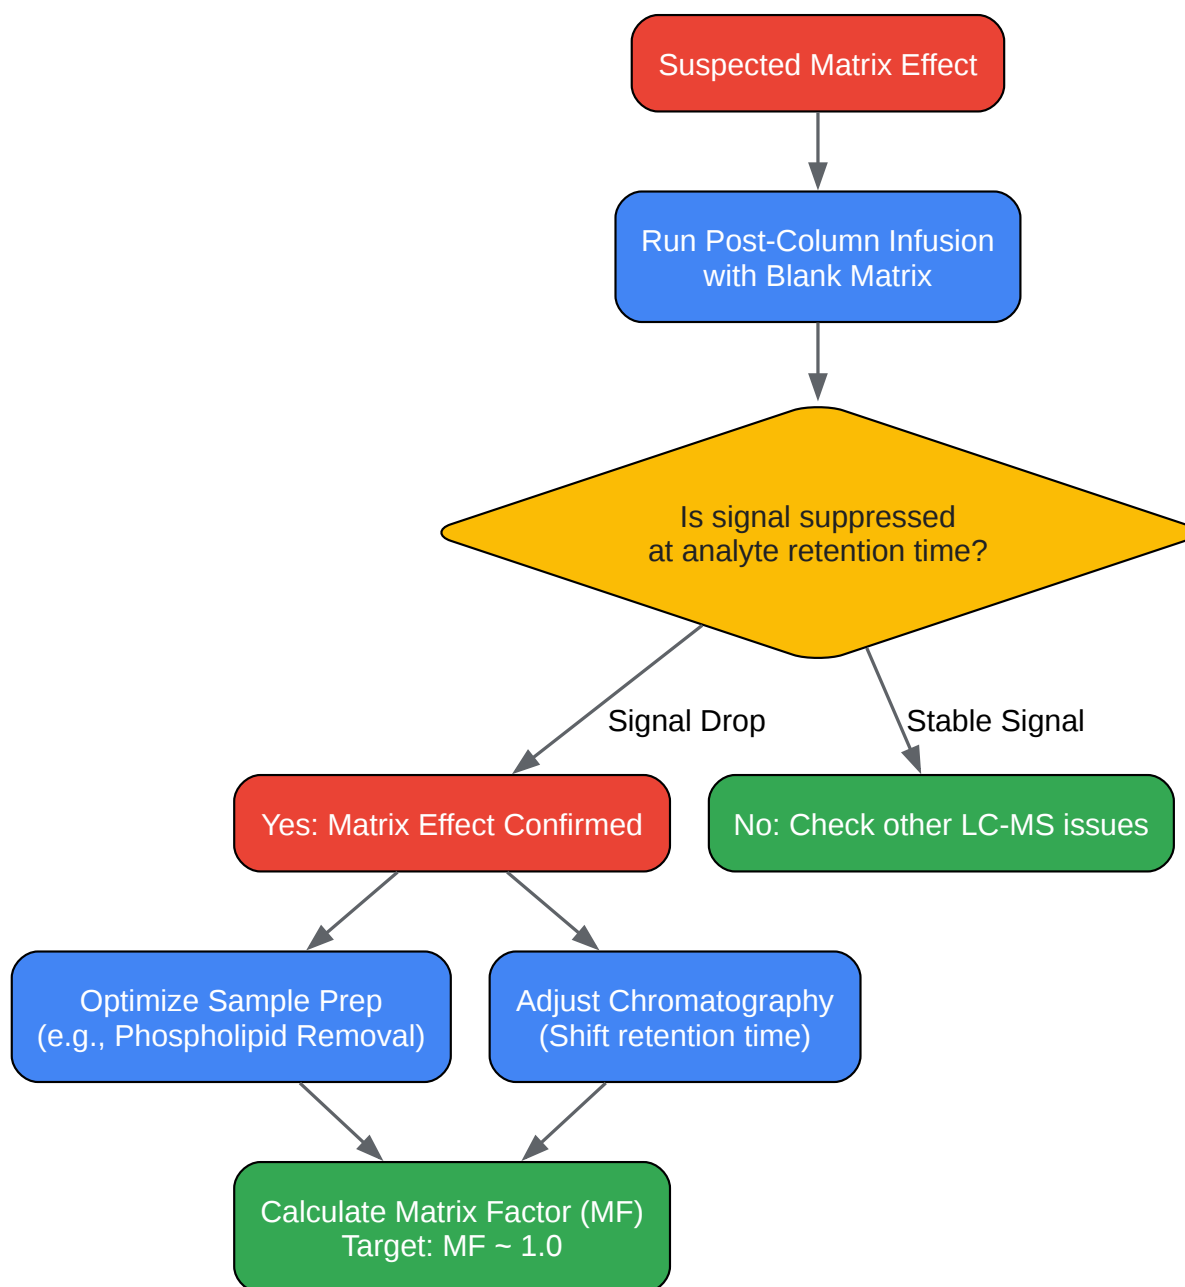 Suspected Matrix Effect
Run Post-Column Infusion
with Blank Matrix
Is signal suppressed
at analyte retention time?
Signal Drop
Stable Signal
Yes: Matrix Effect Confirmed
No: Check other LC-MS issues
Optimize Sample Prep
(e.g., Phospholipid Removal)
Adjust Chromatography
(Shift retention time)
Calculate Matrix Factor (MF)
Target: MF ~ 1.0